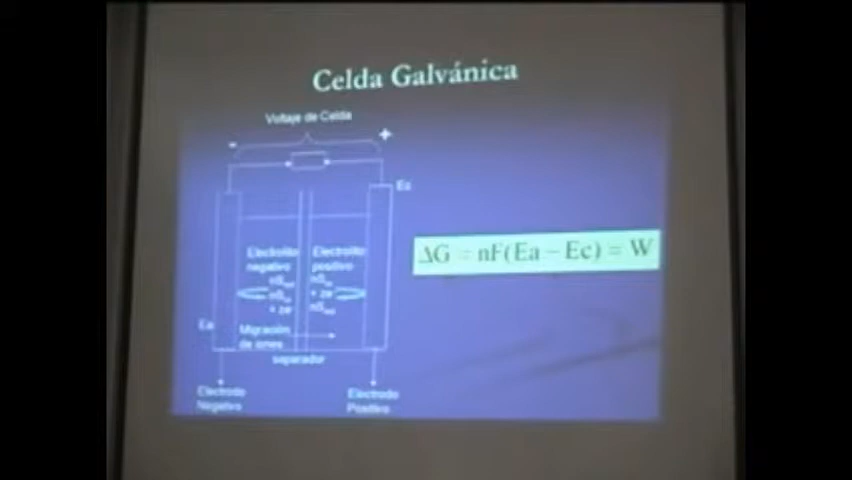 Celda Galvánica
Voltaje de Celda
- +
Ec
ΔG = nF(Ea - Ec) = W
Electrolito
negativo
Electrolito
positivo
+ ze
+ ze
Ea
Migración
de iones
separador
Electrodo
Negativo
Electrodo
Positivo